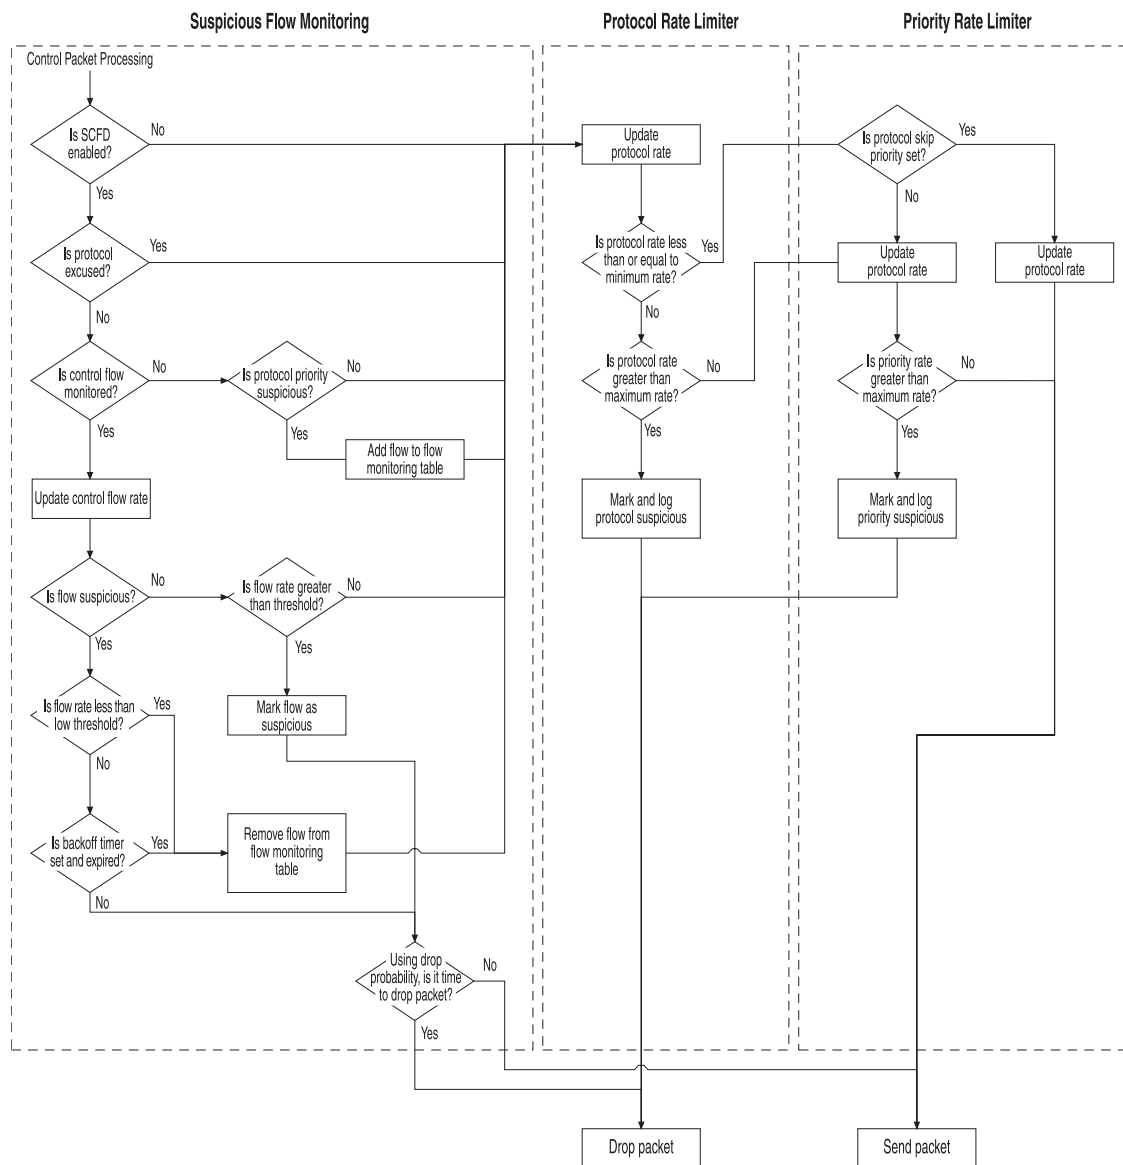 Suspicious Flow Monitoring
Protocol Rate Limiter
Priority Rate Limiter
Control Packet Processing
Is SCFD
enabled?
No
Yes
Is protocol
excused?
Yes
No
Is control flow
monitored?
No
Yes
Is protocol priority
suspicious?
No
Yes
Add flow to flow
monitoring table
Update control flow rate
Is flow suspicious?
No
Yes
Is flow rate greater
than threshold?
No
Yes
Mark flow as
suspicious
Is flow rate less than
low threshold?
Yes
No
Is backoff timer
set and expired?
Yes
No
Remove flow from
flow monitoring
table
Using drop
probability, is it time
to drop packet?
No
Yes
Update
protocol rate
Is protocol rate less
than or equal to
minimum rate?
Yes
No
Is protocol rate
greater than
maximum rate?
No
Yes
Mark and log
protocol suspicious
Is protocol skip
priority set?
Yes
No
Update
protocol rate
Update
protocol rate
Is priority rate
greater than
maximum rate?
No
Yes
Mark and log
priority suspicious
Drop packet
Send packet